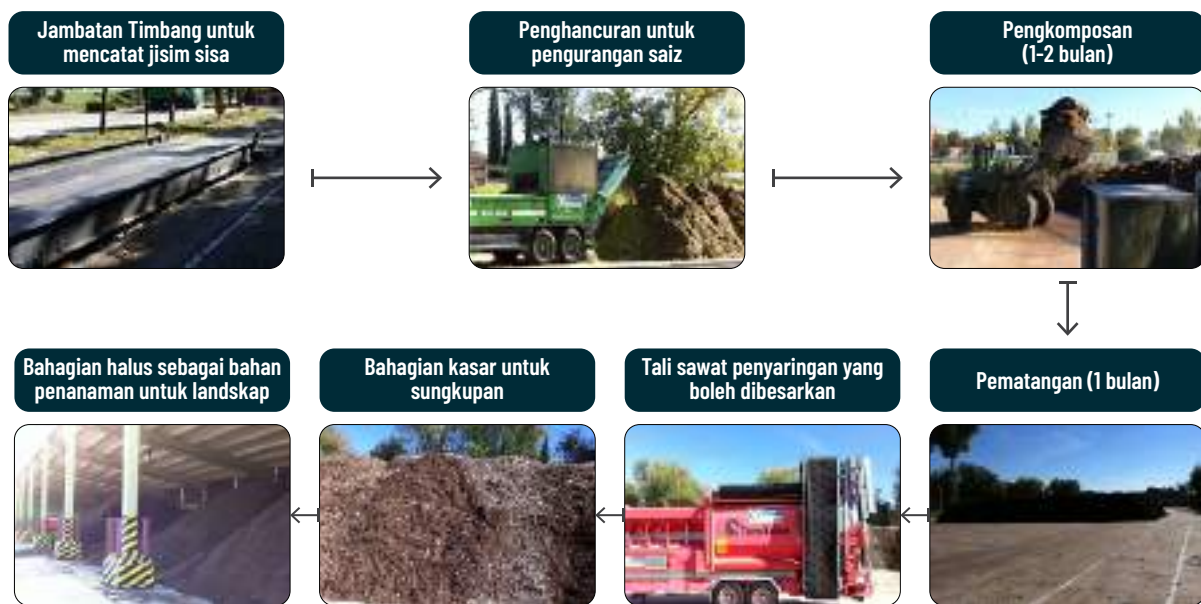 Jambatan Timbang untuk
mencatat jisim sisa
Penghancuran untuk
pengurangan saiz
Pengkomposan
(1-2 bulan)
Bahagian halus sebagai bahan
penanaman untuk landskap
Bahagian kasar untuk
sungkupan
Tali sawat penyaringan yang
boleh dibesarkan
Pematangan (1 bulan)